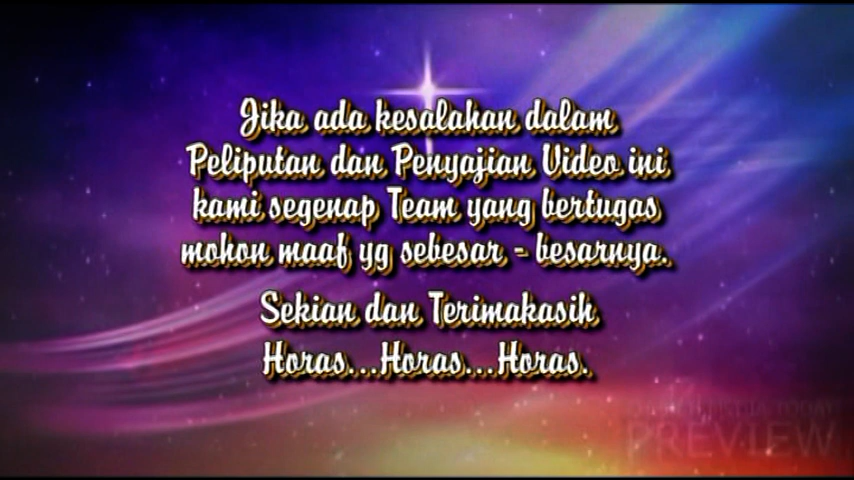 Jika ada kesalahan dalam
Peliputan dan Penyajian Video ini
kami segenap Team yang bertugas
mohon maaf yg sebesar - besarnya.
Sekian dan Terimakasih
Horas...Horas...Horas.
PREVIEW